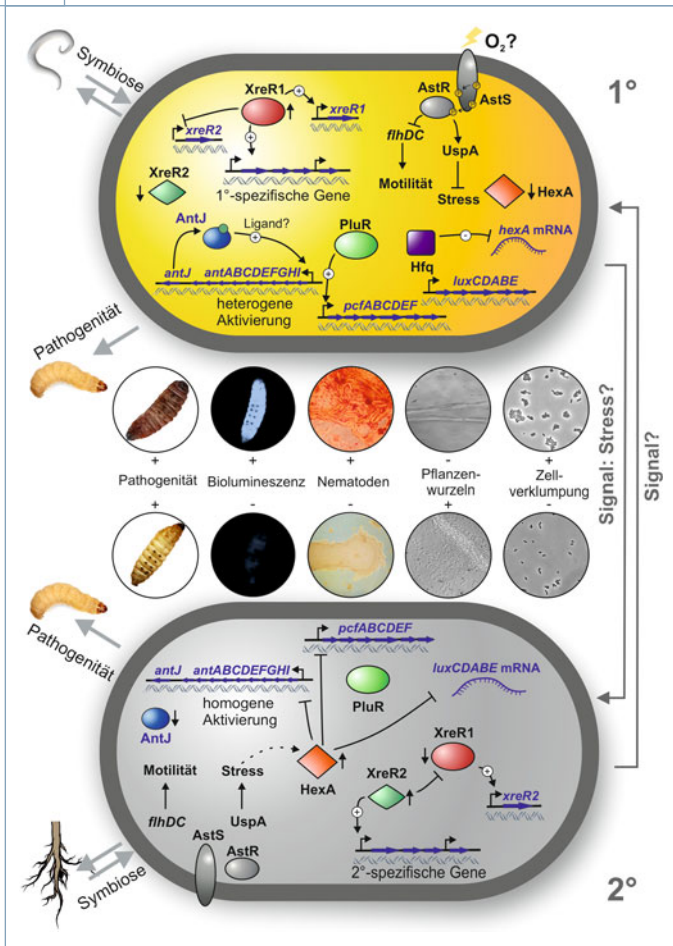 Symbiose
O₂?
1°
XreR1
+
+
xreR1
xreR2
1°-spezifische Gene
XreR2
AstR
P
P
P
P
AstS
flhDC
UspA
Motilität
Stress
HexA
AntJ
Ligand?
+
PluR
+
antJ antABCDEFGHI
heterogene
Aktivierung
pcfABCDEF
Hfq
-
hexA mRNA
luxCDABE
Pathogenität
Signal: Stress?
Signal?
+ + + - +
Pathogenität Biolumineszenz Nematoden Pflanzen-
wurzeln Zell-
verklumpung
+ - - + -
Pathogenität
pcfABCDEF
antJ antABCDEFGHI
homogene
Aktivierung
AntJ
PluR
luxCDABE mRNA
XreR1
+
xreR2
HexA
XreR2
+
2°-spezifische Gene
Motilität
Stress
flhDC
UspA
AstS
AstR
Symbiose
2°